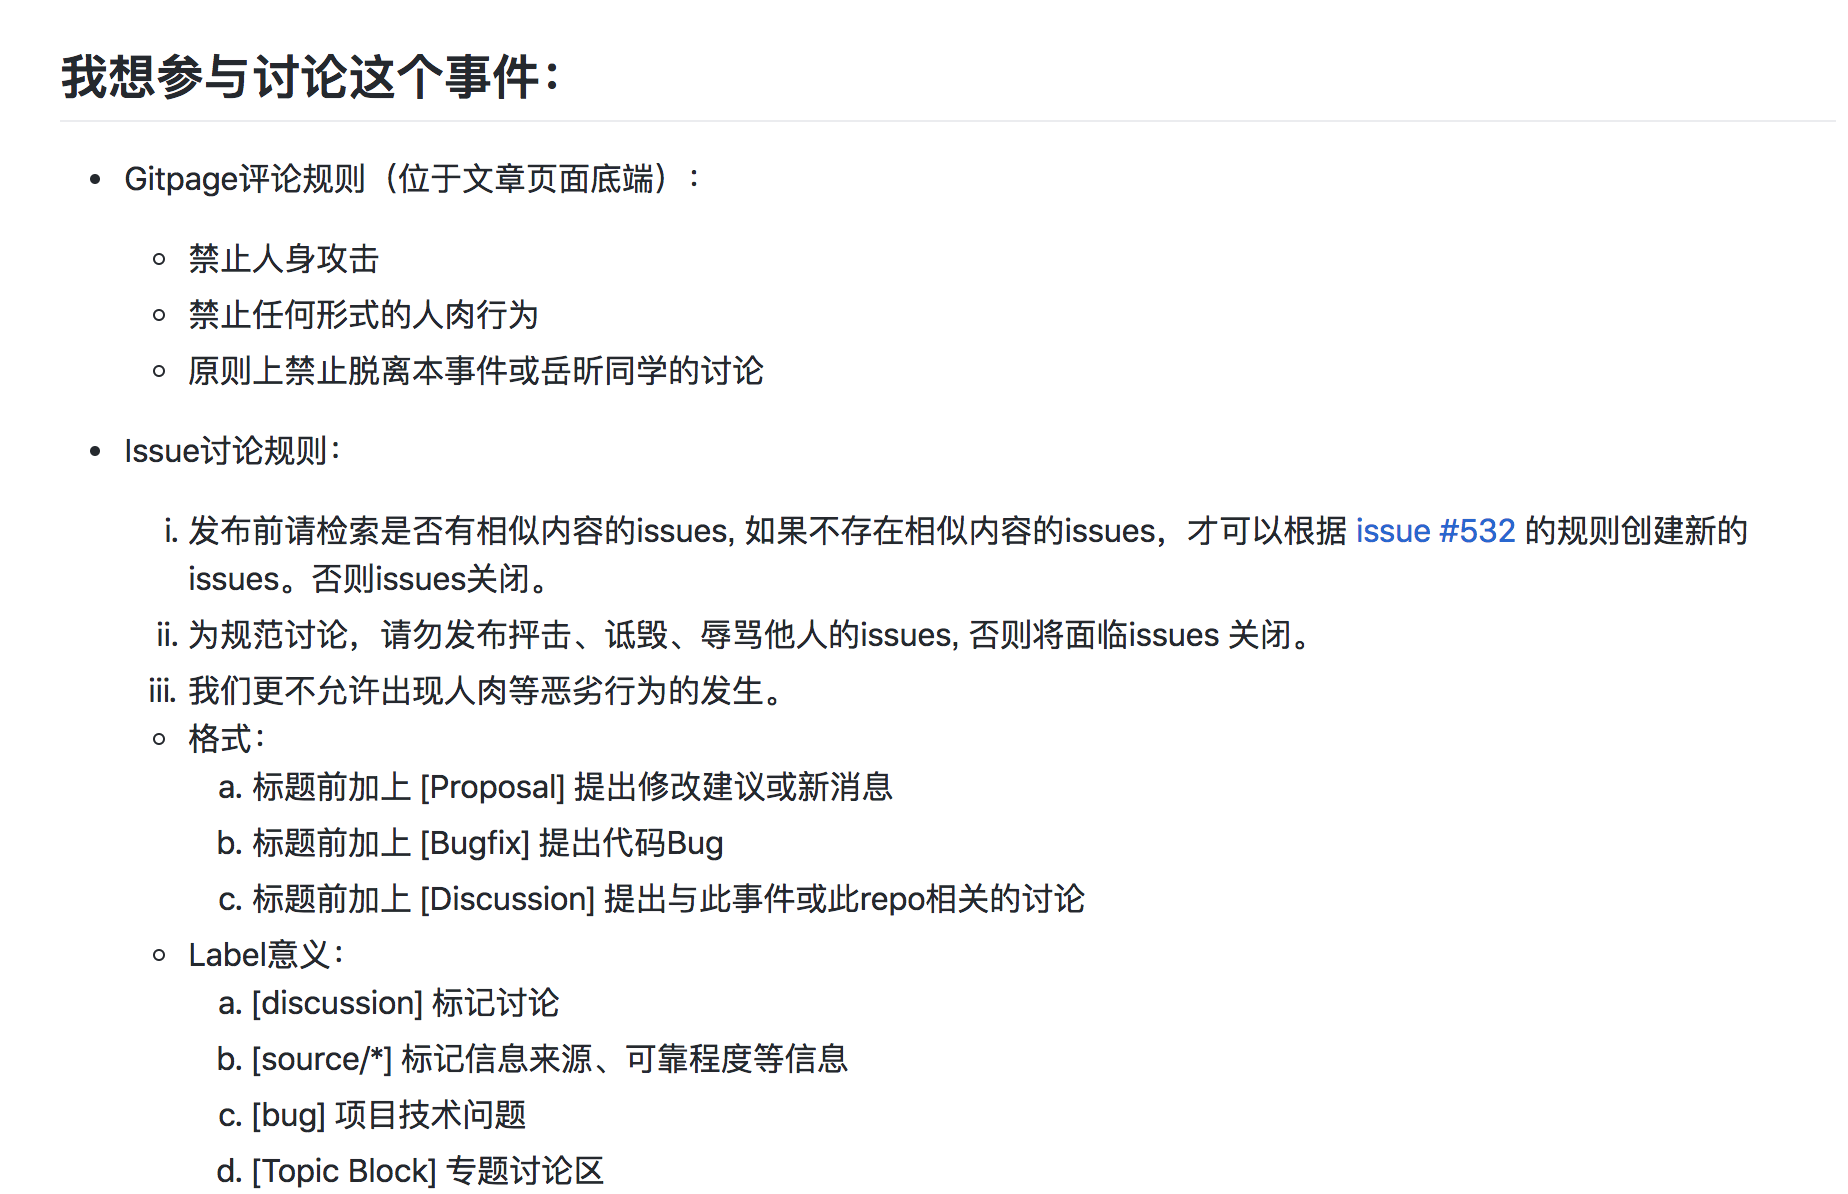 我想参与讨论这个事件：
• Gitpage评论规则（位于文章页面底端）：
◦ 禁止人身攻击
◦ 禁止任何形式的人肉行为
◦ 原则上禁止脱离本事件或岳昕同学的讨论
• Issue讨论规则：
i. 发布前请检索是否有相似内容的issues, 如果不存在相似内容的issues，才可以根据 issue #532 的规则创建新的
issues。否则issues关闭。
ii. 为规范讨论，请勿发布抨击、诋毁、辱骂他人的issues, 否则将面临issues 关闭。
iii. 我们更不允许出现人肉等恶劣行为的发生。
◦ 格式：
a. 标题前加上 [Proposal] 提出修改建议或新消息
b. 标题前加上 [Bugfix] 提出代码Bug
c. 标题前加上 [Discussion] 提出与此事件或此repo相关的讨论
◦ Label意义：
a. [discussion] 标记讨论
b. [source/*] 标记信息来源、可靠程度等信息
c. [bug] 项目技术问题
d. [Topic Block] 专题讨论区